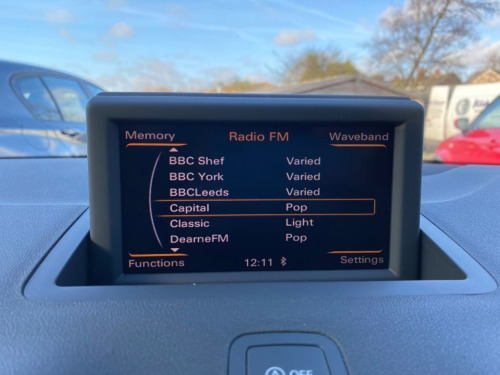 Memory Radio FM Waveband
BBC Shef Varied
BBC York Varied
BBCLeeds Varied
Capital Pop
Classic Light
DearneFM Pop
Functions 12:11 Settings
OFF